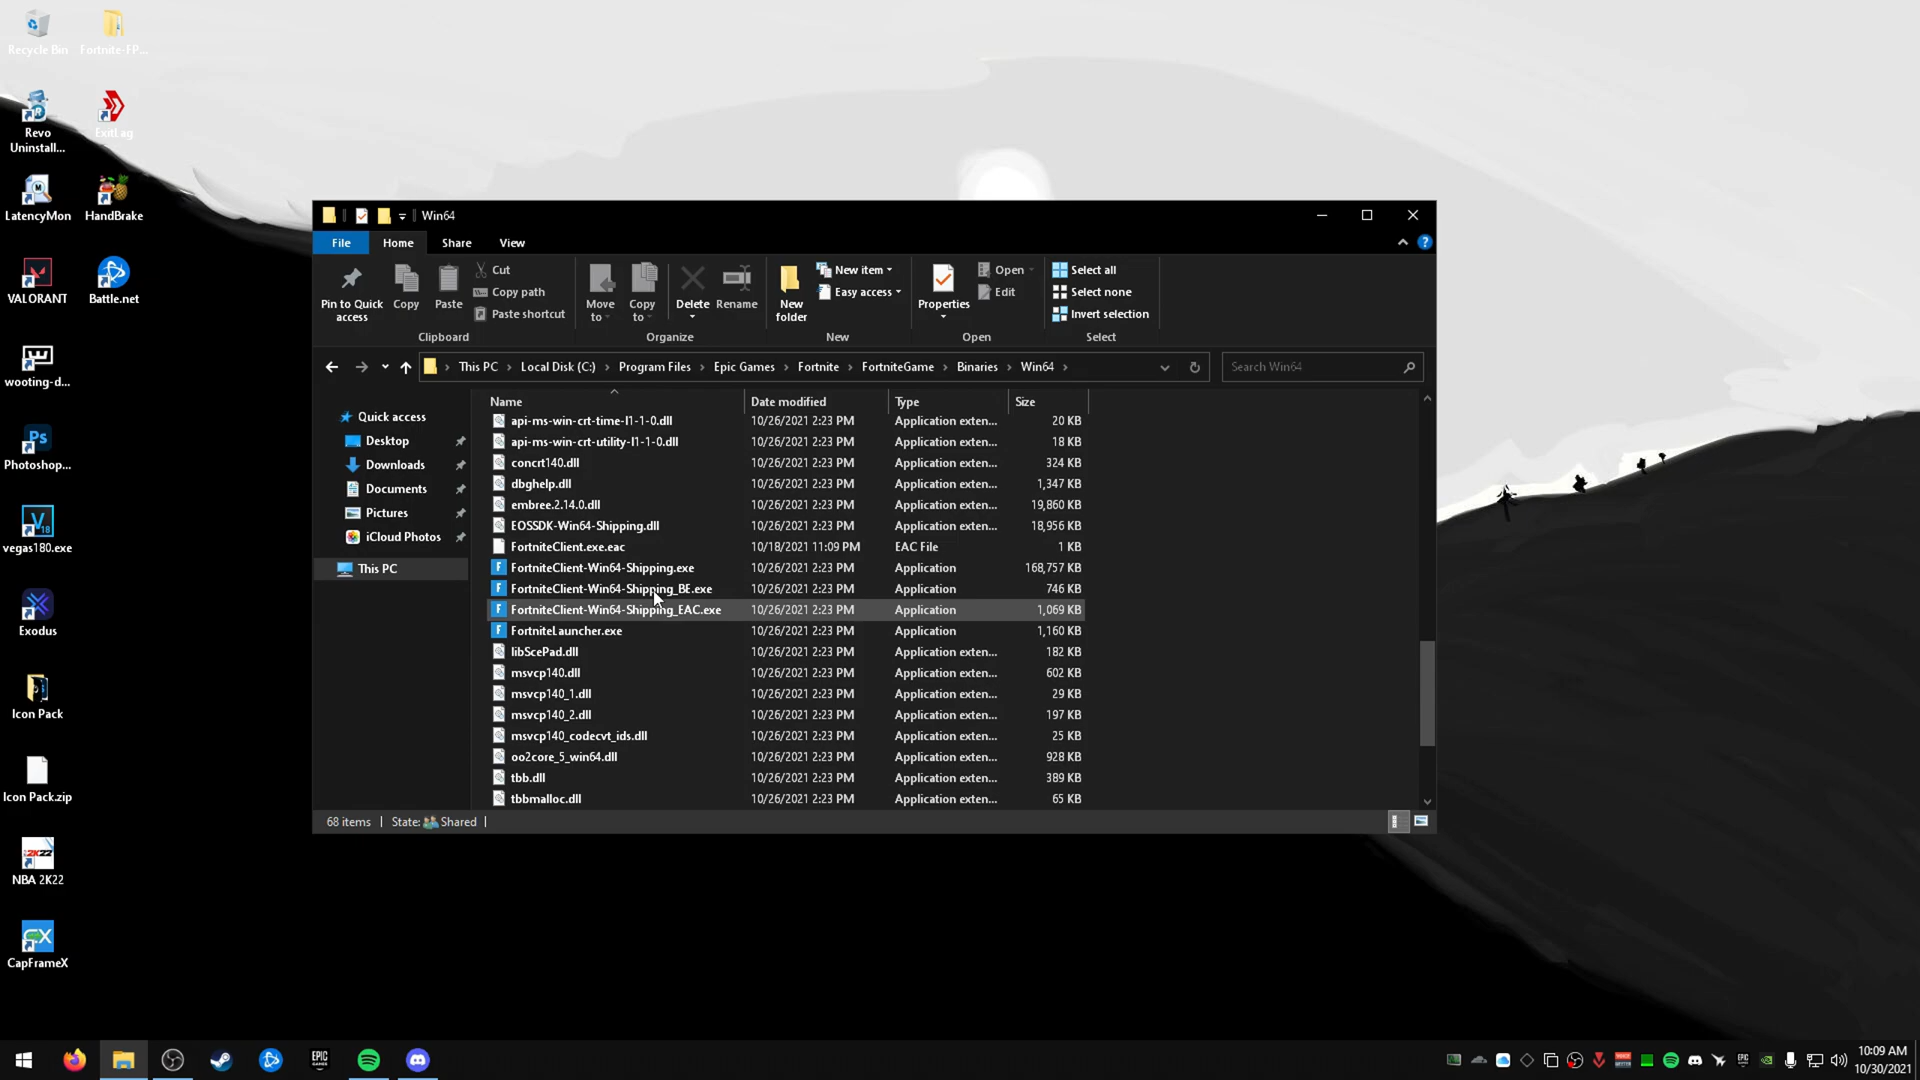 Recycle Bin
Fortnite-FP...
Revo
Uninstall...
ExitLag
LatencyMon
HandBrake
VALORANT
Battle.net
wooting-d...
Photoshop...
vegas180.exe
Exodus
Icon Pack
Icon Pack.zip
NBA 2K22
CapFrameX
Win64
File
Home
Share
View
Pin to Quick
access
Copy
Paste
Cut
Copy path
Paste shortcut
Clipboard
Move
to
Copy
to
Delete
Rename
Organize
New
folder
New item
Easy access
New
Properties
Open
Edit
Open
Select all
Select none
Invert selection
Select
This PC > Local Disk (C:) > Program Files > Epic Games > Fortnite > FortniteGame > Binaries > Win64 >
Search Win64
Quick access
Desktop
Downloads
Documents
Pictures
iCloud Photos
This PC
Name Date modified Type Size
api-ms-win-crt-time-l1-1-0.dll 10/26/2021 2:23 PM Application exten... 20 KB
api-ms-win-crt-utility-l1-1-0.dll 10/26/2021 2:23 PM Application exten... 18 KB
concrt140.dll 10/26/2021 2:23 PM Application exten... 324 KB
dbghelp.dll 10/26/2021 2:23 PM Application exten... 1,347 KB
embree.2.14.0.dll 10/26/2021 2:23 PM Application exten... 19,860 KB
EOSSDK-Win64-Shipping.dll 10/26/2021 2:23 PM Application exten... 18,956 KB
FortniteClient.exe.eac 10/18/2021 11:09 PM EAC File 1 KB
FortniteClient-Win64-Shipping.exe 10/26/2021 2:23 PM Application 168,757 KB
FortniteClient-Win64-Shipping_BE.exe 10/26/2021 2:23 PM Application 746 KB
FortniteClient-Win64-Shipping_EAC.exe 10/26/2021 2:23 PM Application 1,069 KB
FortniteLauncher.exe 10/26/2021 2:23 PM Application 1,160 KB
libScePad.dll 10/26/2021 2:23 PM Application exten... 182 KB
msvcp140.dll 10/26/2021 2:23 PM Application exten... 602 KB
msvcp140_1.dll 10/26/2021 2:23 PM Application exten... 29 KB
msvcp140_2.dll 10/26/2021 2:23 PM Application exten... 197 KB
msvcp140_codecvt_ids.dll 10/26/2021 2:23 PM Application exten... 25 KB
oo2core_5_win64.dll 10/26/2021 2:23 PM Application exten... 928 KB
tbb.dll 10/26/2021 2:23 PM Application exten... 389 KB
tbbmalloc.dll 10/26/2021 2:23 PM Application exten... 65 KB
68 items
State: Shared
10:09 AM
10/30/2021